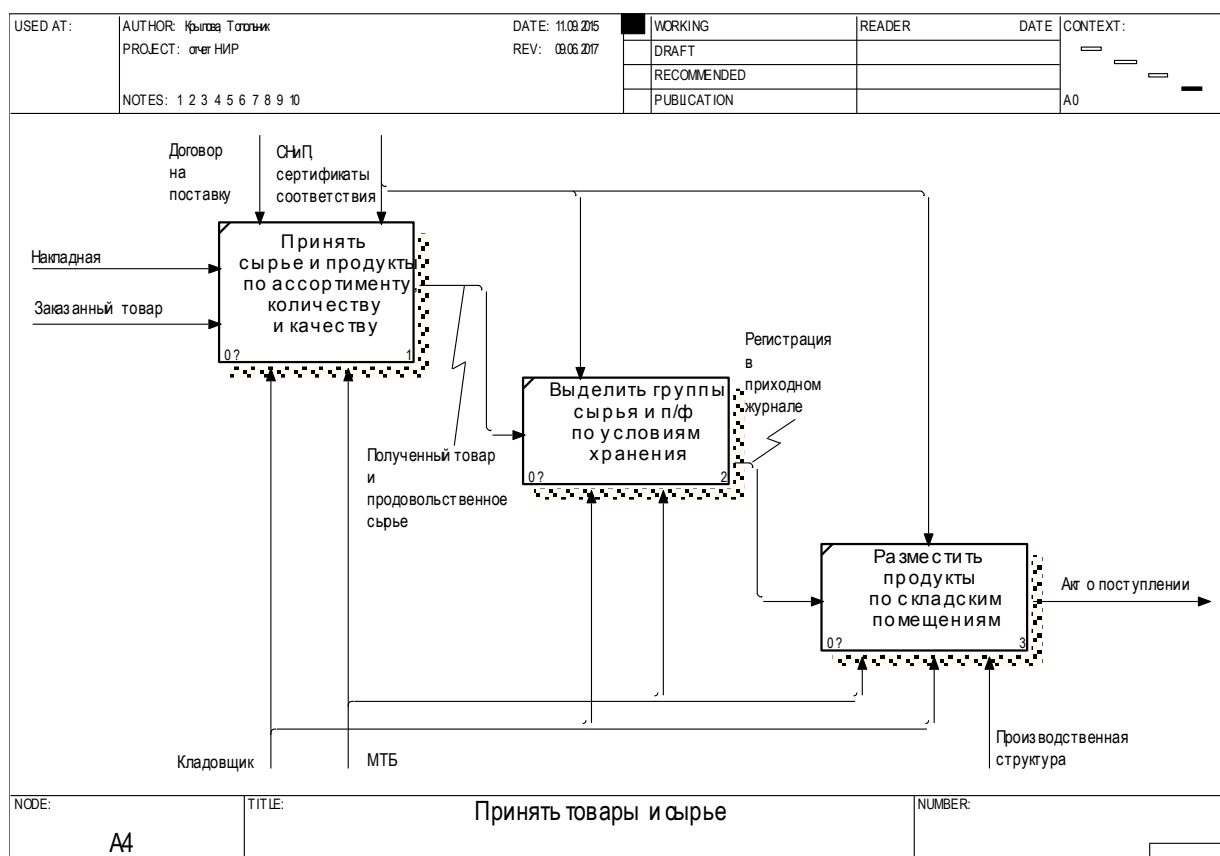 USED AT:
AUTHOR: Крылова, Топольник
DATE: 11.09.2015
WORKING
READER
DATE
CONTEXT:
PROJECT: отчет НИР
REV: 09.06.2017
DRAFT
RECOMMENDED
NOTES: 1 2 3 4 5 6 7 8 9 10
PUBLICATION
A0
Договор
на
поставку
СНиП,
сертификаты
соответствия
Накладная
Заказанный товар
Принять
сырье и продукты
по ассортименту,
количеству
и качеству
0 ?
1
Регистрация
в
приходном
журнале
Выделить группы
сырья и п/ф
по условиям
хранения
0 ?
2
Полученный товар
и
продовольственное
сырье
Разместить
продукты
по складским
помещениям
0 ?
3
Акт о поступлении
Кладовщик
МТБ
Производственная
структура
NODE:
TITLE:
NUMBER:
Принять товары и сырье
A4